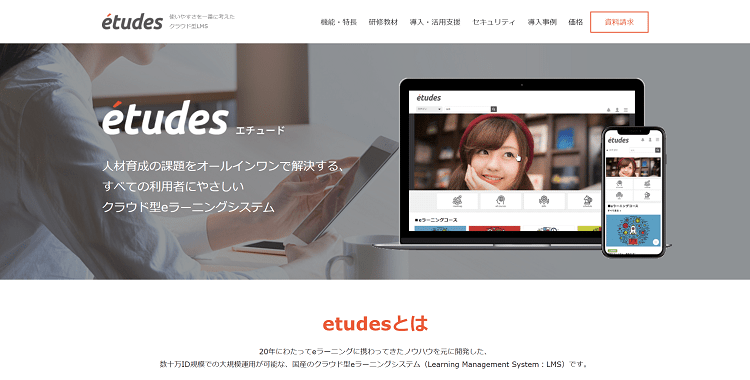 études
使いやすさを一番に考えた
クラウド型LMS
機能・特長 研修教材 導入・活用支援 セキュリティ 導入事例 価格 資料請求
études エチュード
人材育成の課題をオールインワンで解決する、
すべての利用者にやさしい
クラウド型eラーニングシステム
études
●eラーニングコース
études
●eラーニングコース
etudesとは
20年にわたってeラーニングに携わってきたノウハウを元に開発した、
数十万ID規模での大規模運用が可能な、国産のクラウド型eラーニングシステム（Learning Management System：LMS）です。